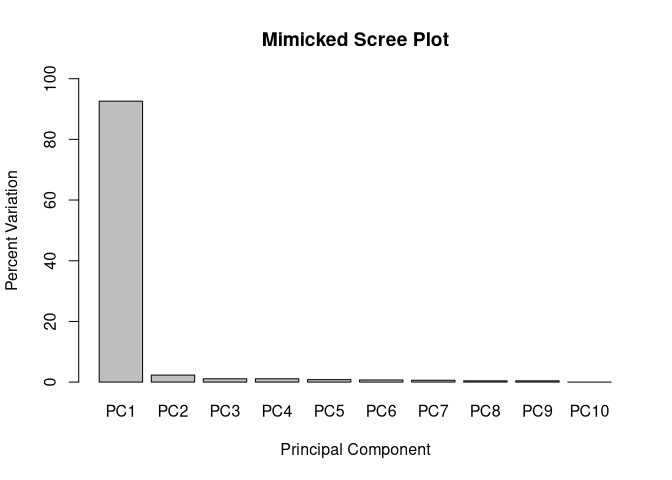 Mimicked Scree Plot
Percent Variation
100
80
60
40
20
0
PC1 PC2 PC3 PC4 PC5 PC6 PC7 PC8 PC9 PC10
Principal Component